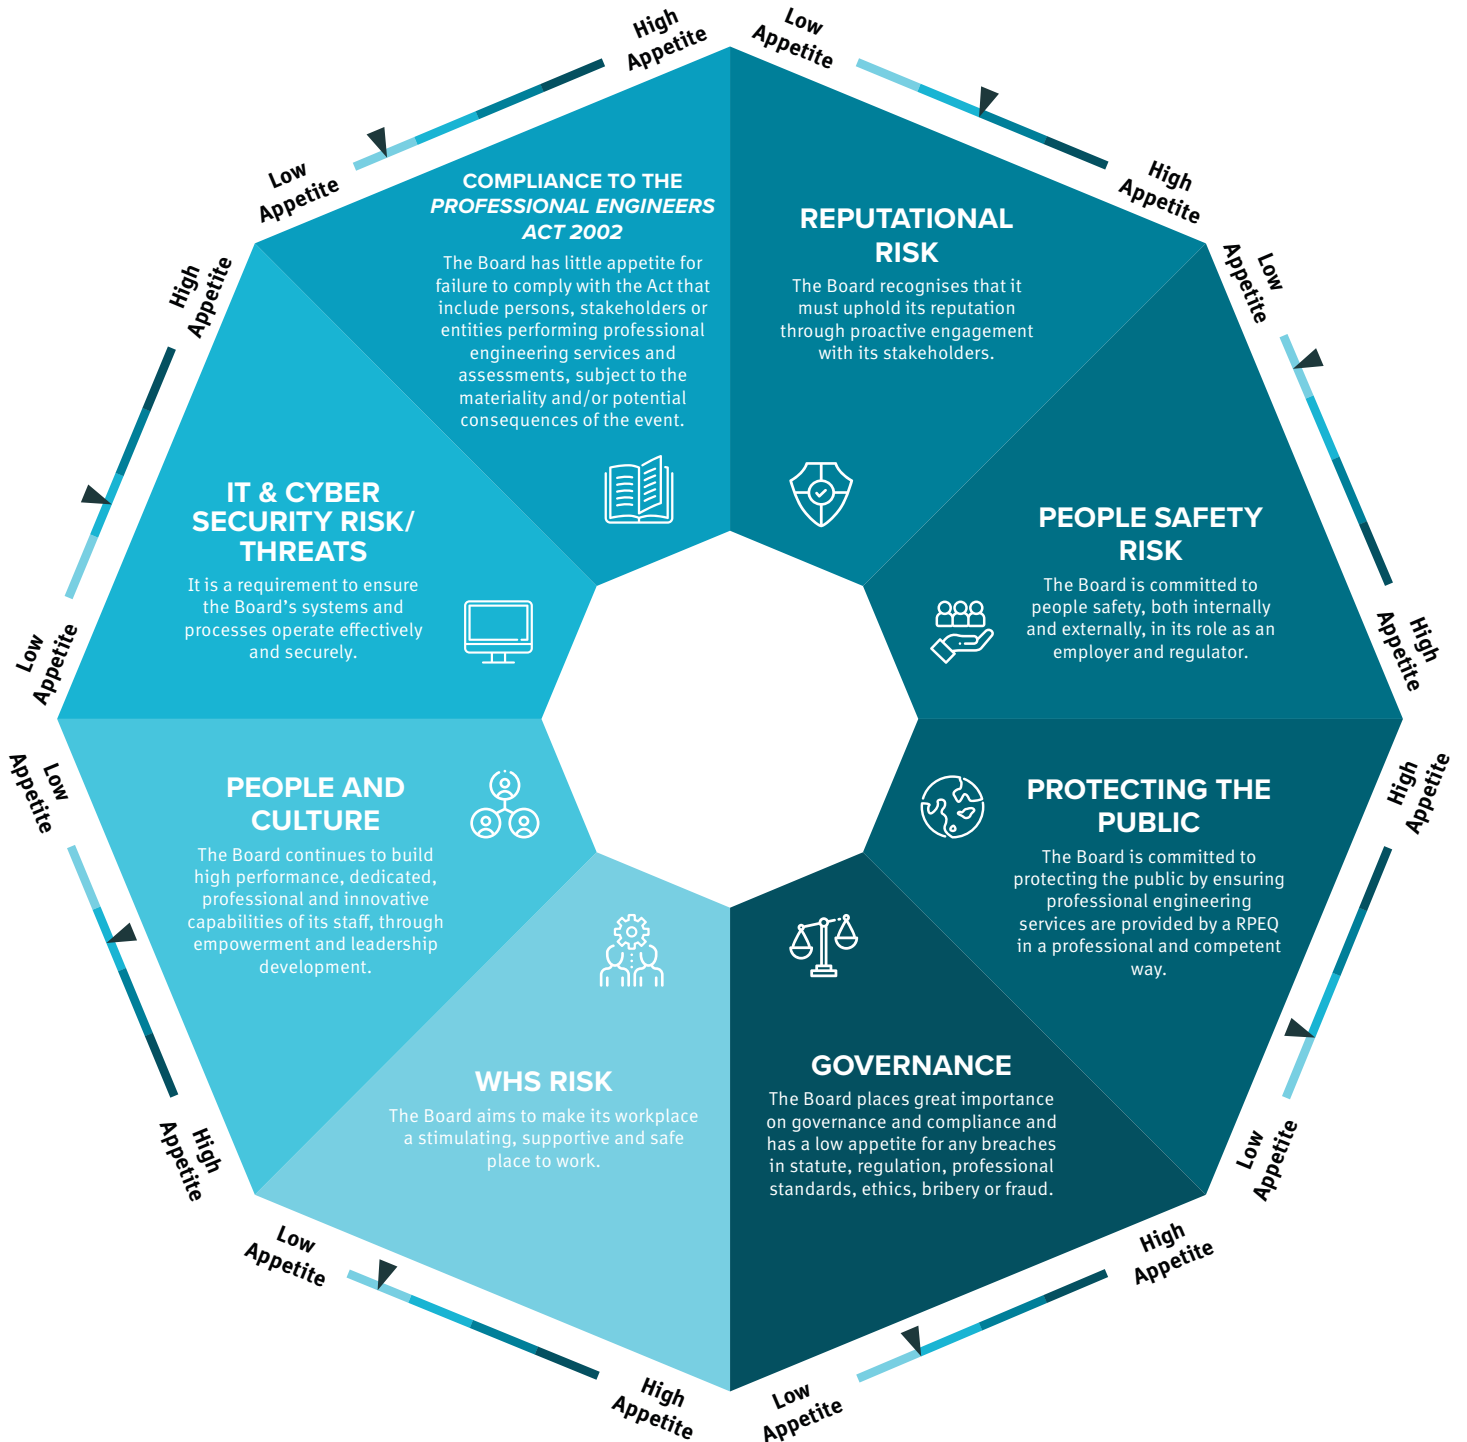 High
Appetite
Low
Appetite
Low
Appetite
High
Appetite
COMPLIANCE TO THE
PROFESSIONAL ENGINEERS
ACT 2002
The Board has little appetite for
failure to comply with the Act that
include persons, stakeholders or
entities performing professional
engineering services and
assessments, subject to the
materiality and/or potential
consequences of the event.
REPUTATIONAL
RISK
The Board recognises that it
must uphold its reputation
through proactive engagement
with its stakeholders.
High
Appetite
Low
Appetite
IT & CYBER
SECURITY RISK/
THREATS
It is a requirement to ensure
the Board’s systems and
processes operate effectively
and securely.
PEOPLE SAFETY
RISK
The Board is committed to
people safety, both internally
and externally, in its role as an
employer and regulator.
Low
Appetite
High
Appetite
Low
Appetite
High
Appetite
PEOPLE AND
CULTURE
The Board continues to build
high performance, dedicated,
professional and innovative
capabilities of its staff, through
empowerment and leadership
development.
PROTECTING THE
PUBLIC
The Board is committed to
protecting the public by ensuring
professional engineering
services are provided by a RPEQ
in a professional and competent
way.
High
Appetite
Low
Appetite
WHS RISK
The Board aims to make its workplace
a stimulating, supportive and safe
place to work.
GOVERNANCE
The Board places great importance
on governance and compliance and
has a low appetite for any breaches
in statute, regulation, professional
standards, ethics, bribery or fraud.
Low
Appetite
High
Appetite
High
Appetite
Low
Appetite